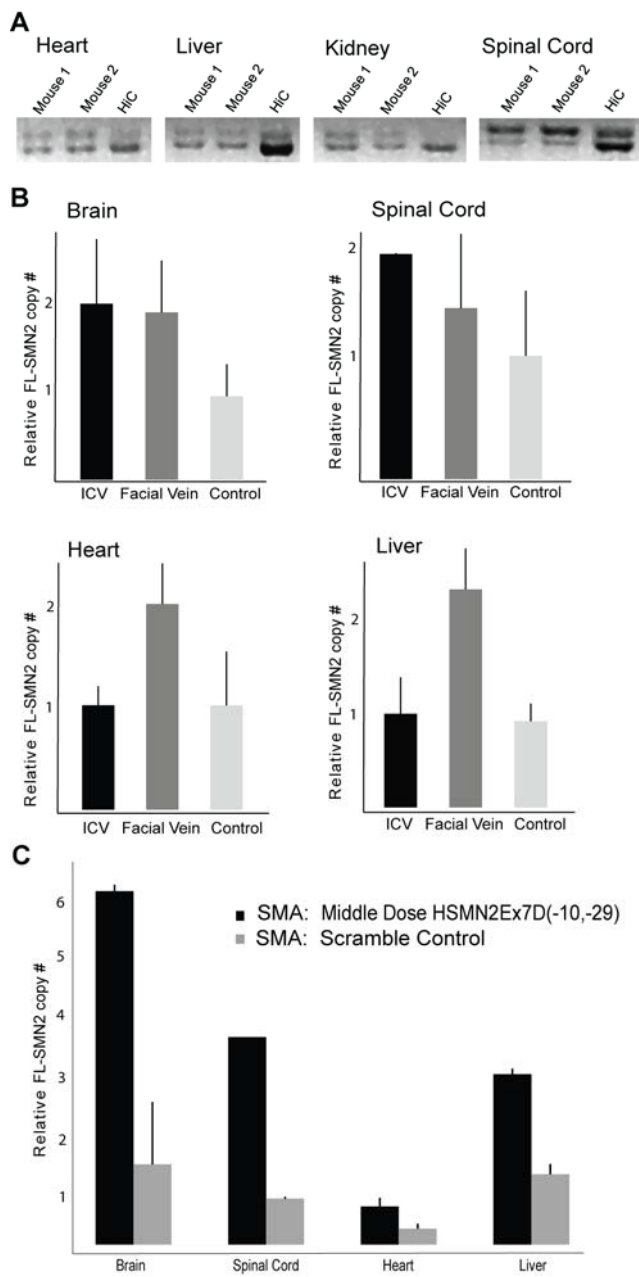 A
Heart Liver Kidney Spinal Cord
Mouse 1 Mouse 2 HiC Mouse 1 Mouse 2 HiC Mouse 1 Mouse 2 HiC Mouse 1 Mouse 2 HiC
B
Brain
Relative FL-SMN2 copy #
2
1
ICV Facial Vein Control
Spinal Cord
Relative FL-SMN2 copy #
2
1
ICV Facial Vein Control
Heart
Relative FL-SMN2 copy #
2
1
ICV Facial Vein Control
Liver
Relative FL-SMN2 copy #
2
1
ICV Facial Vein Control
C
Relative FL-SMN2 copy #
6
5
4
3
2
1
SMA: Middle Dose HSMN2Ex7D(-10,-29)
SMA: Scramble Control
Brain Spinal Cord Heart Liver